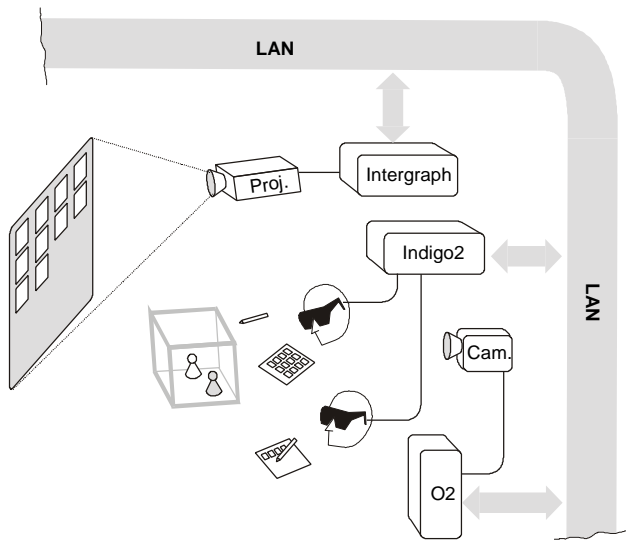 LAN
Proj.
Intergraph
Indigo2
LAN
Cam.
O2